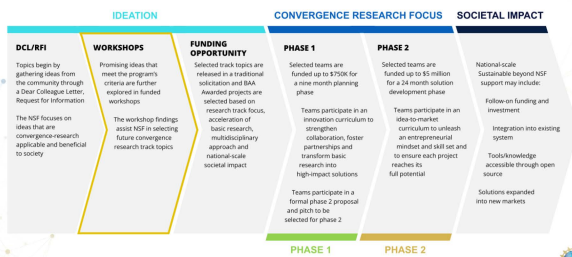 IDEATION
CONVERGENCE RESEARCH FOCUS
SOCIETAL IMPACT
DCL/RFI
Topics begin by
gathering ideas from
the community through
a Dear Colleague Letter,
Request for Information
The NSF focuses on
ideas that are
convergence-research
applicable and beneficial
to society
WORKSHOPS
Promising ideas that
meet the program's
criteria are further
explored in funded
workshops
The workshop findings
assist NSF in selecting
future convergence
research track topics
FUNDING
OPPORTUNITY
Selected track topics are
released in a traditional
solicitation and BAA
Awarded projects are
selected based on
research track focus,
acceleration of
basic research,
multidisciplinary
approach and
national-scale
societal impact
PHASE 1
Selected teams are
funded up to $750K for
a nine month planning
phase
Teams participate in an
innovation curriculum to
strengthen
collaboration, foster
partnerships and
transform basic
research into
high-impact solutions
Teams participate in a
formal phase 2 proposal
and pitch to be
selected for phase 2
PHASE 2
Selected teams are
funded up to $5 million
for a 24 month solution
development phase
Teams participate in an
idea-to-market
curriculum to unleash
an entrepreneurial
mindset and skill set and
to ensure each project
reaches its
full potential
National-scale
Sustainable beyond NSF
support may include:
Follow-on funding and
investment
Integration into existing
system
Tools/knowledge
accessible through open
source
Solutions expanded
into new markets
PHASE 1
PHASE 2